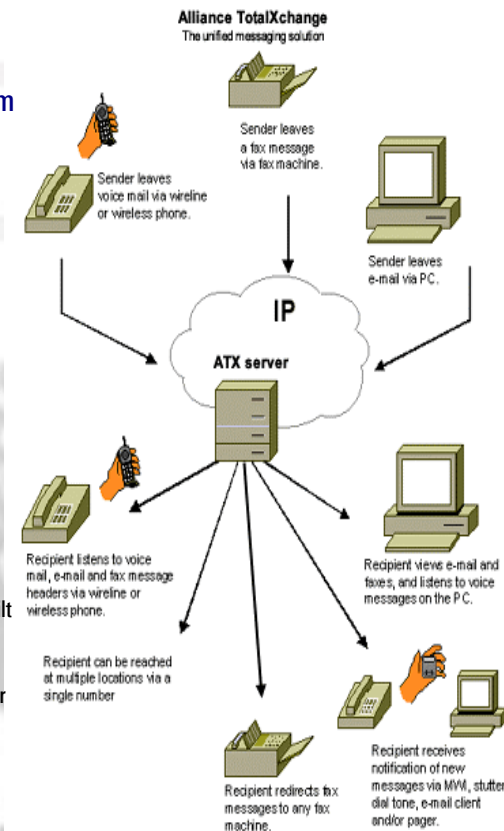 Alliance TotalXchange
The unified messaging solution
m
Sender leaves
a fax message
via fax machine.
Sender leaves
voice mail via wireline
or wireless phone.
Sender leaves
e-mail via PC.
IP
ATX server
Recipient listens to voice
mail, e-mail and fax message
headers via wireline or
wireless phone.
lt
Recipient views e-mail and
faxes, and listens to voice
messages on the PC.
Recipient can be reached
at multiple locations via a
single number
r
Recipient redirects fax
messages to any fax
machine.
Recipient receives
notification of new
messages via MWI, stutter
dial tone, e-mail client
and/or pager.